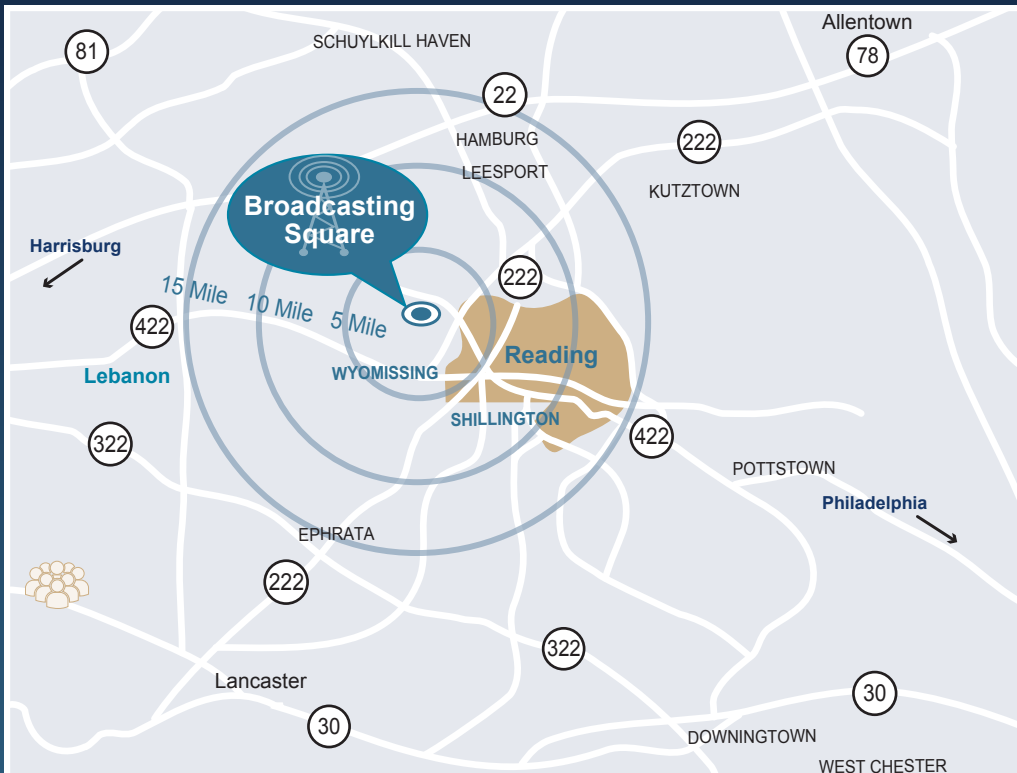 Allentown
81
SCHUYLKILL HAVEN
78
22
HAMBURG
222
LEESPORT
KUTZTOWN
Broadcasting
Square
Harrisburg
222
15 Mile
10 Mile
5 Mile
422
Reading
WYOMISSING
Lebanon
SHILLINGTON
322
422
POTTSTOWN
Philadelphia
EPHRATA
222
322
Lancaster
30
30
DOWNINGTOWN
WEST CHESTER